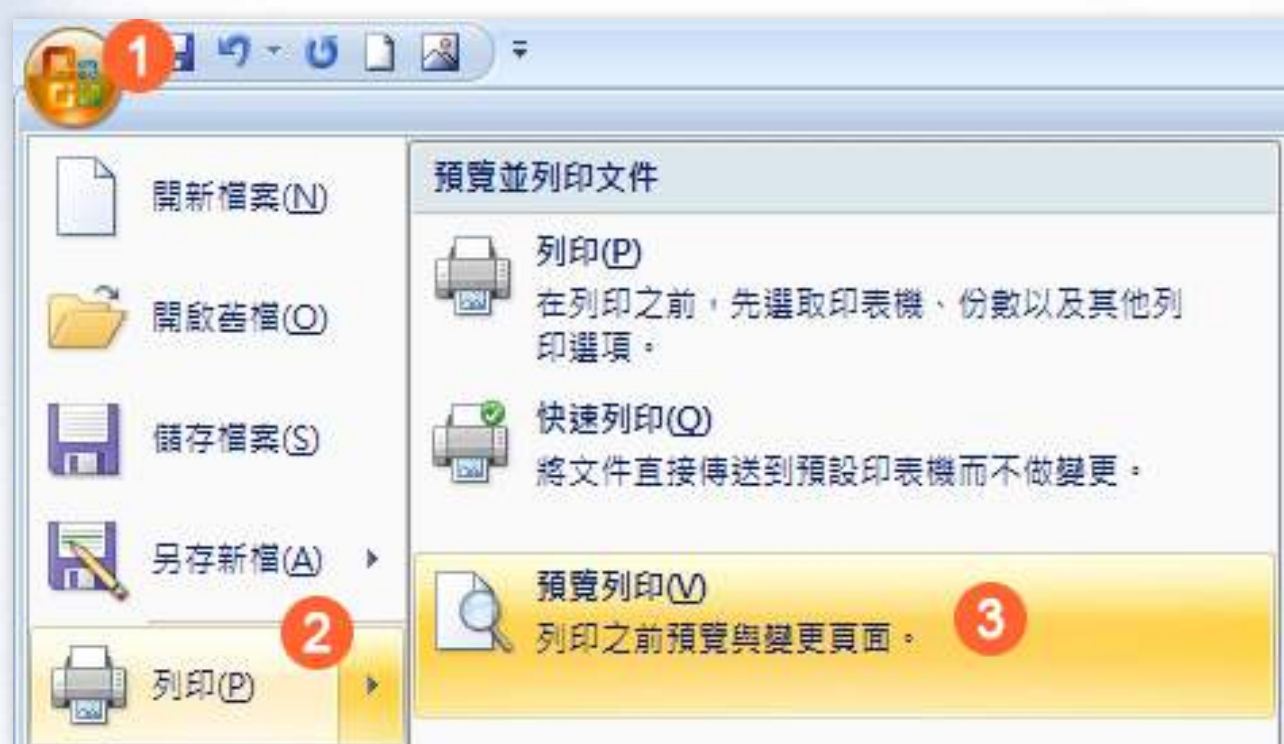 1
開新檔案(N)
開啟舊檔(O)
儲存檔案(S)
另存新檔(A)
2
列印(P)
預覽並列印文件
列印(P)
在列印之前，先選取印表機、份數以及其他列
印選項。
快速列印(Q)
將文件直接傳送到預設印表機而不做變更。
預覽列印(V)
列印之前預覽與變更頁面。
3